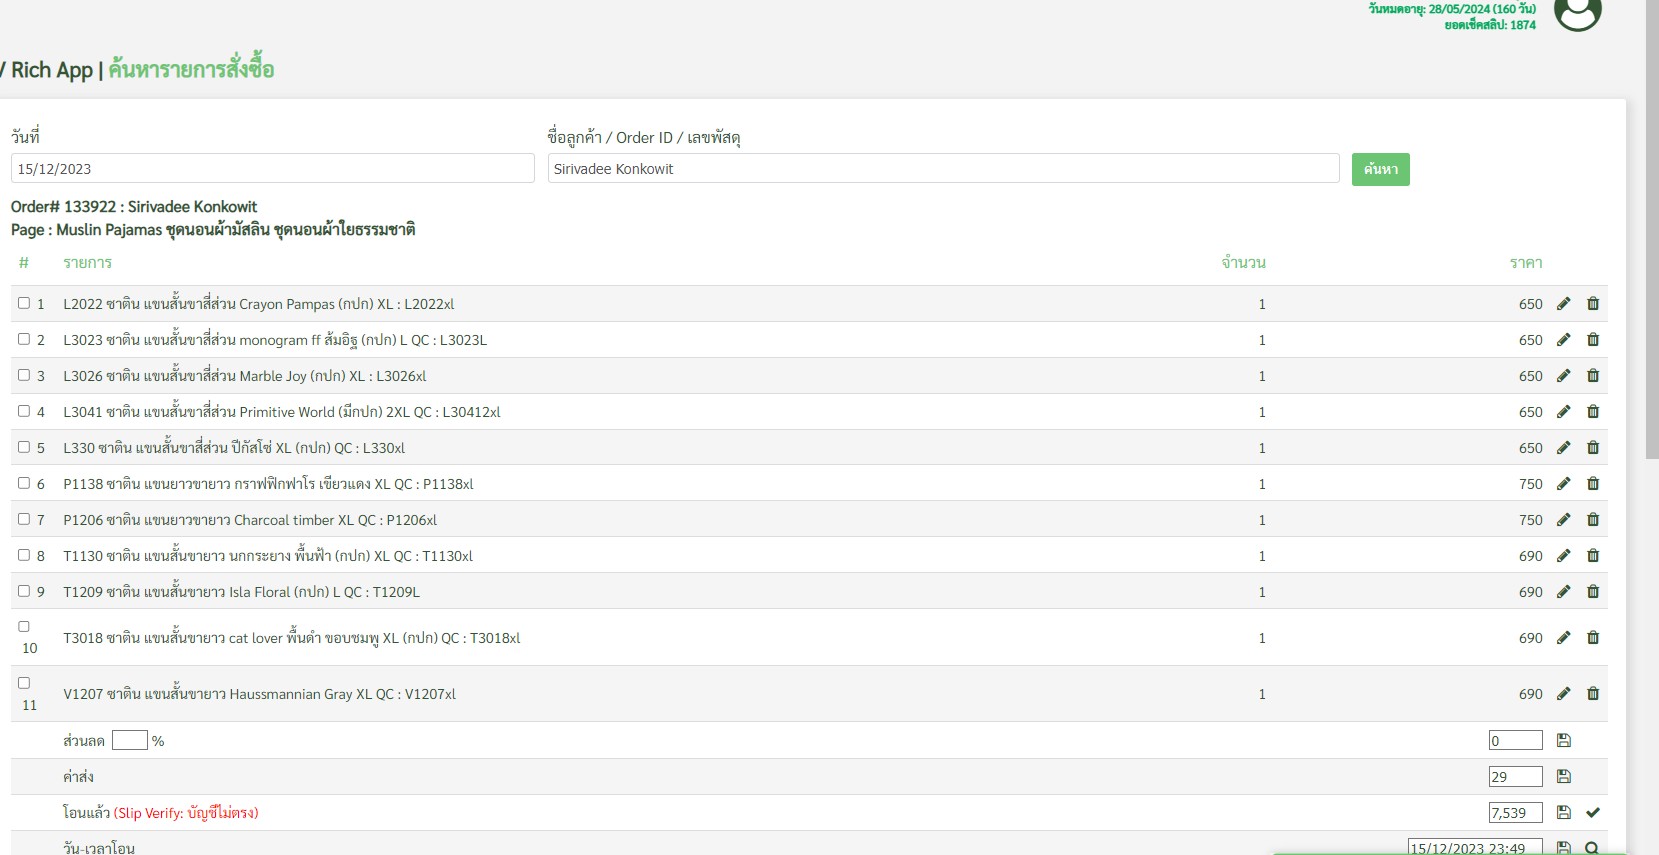 วันหมดอายุ: 28/05/2024 (160 วัน)
ยอดเช็คสลิป: 1874
/ Rich App | ค้นหารายการสั่งซื้อ
วันที่ ชื่อลูกค้า / Order ID / เลขพัสดุ
15/12/2023 Sirivadee Konkowit ค้นหา
Order# 133922 : Sirivadee Konkowit
Page : Muslin Pajamas ชุดนอนผ้ามัสลิน ชุดนอนผ้าใยธรรมชาติ
# รายการ จำนวน ราคา
1 L2022 ซาติน แขนสั้นขาสี่ส่วน Crayon Pampas (กปก) XL : L2022xl 1 650
2 L3023 ซาติน แขนสั้นขาสี่ส่วน monogram ff ส้มอิฐ (กปก) L QC : L3023L 1 650
3 L3026 ซาติน แขนสั้นขาสี่ส่วน Marble Joy (กปก) XL : L3026xl 1 650
4 L3041 ซาติน แขนสั้นขาสี่ส่วน Primitive World (มีกปก) 2XL QC : L30412xl 1 650
5 L330 ซาติน แขนสั้นขาสี่ส่วน ปีกัสโซ่ XL (กปก) QC : L330xl 1 650
6 P1138 ซาติน แขนยาวขายาว กราฟฟิกฟาโร เขียวแดง XL QC : P1138xl 1 750
7 P1206 ซาติน แขนยาวขายาว Charcoal timber XL QC : P1206xl 1 750
8 T1130 ซาติน แขนสั้นขายาว นกกระยาง พื้นฟ้า (กปก) XL QC : T1130xl 1 690
9 T1209 ซาติน แขนสั้นขายาว Isla Floral (กปก) L QC : T1209L 1 690
10 T3018 ซาติน แขนสั้นขายาว cat lover พื้นดำ ขอบชมพู XL (กปก) QC : T3018xl 1 690
11 V1207 ซาติน แขนสั้นขายาว Haussmannian Gray XL QC : V1207xl 1 690
ส่วนลด % 0
ค่าส่ง 29
โอนแล้ว (Slip Verify: บัญชีไม่ตรง) 7,539
วัน-เวลาโอน 15/12/2023 23:49